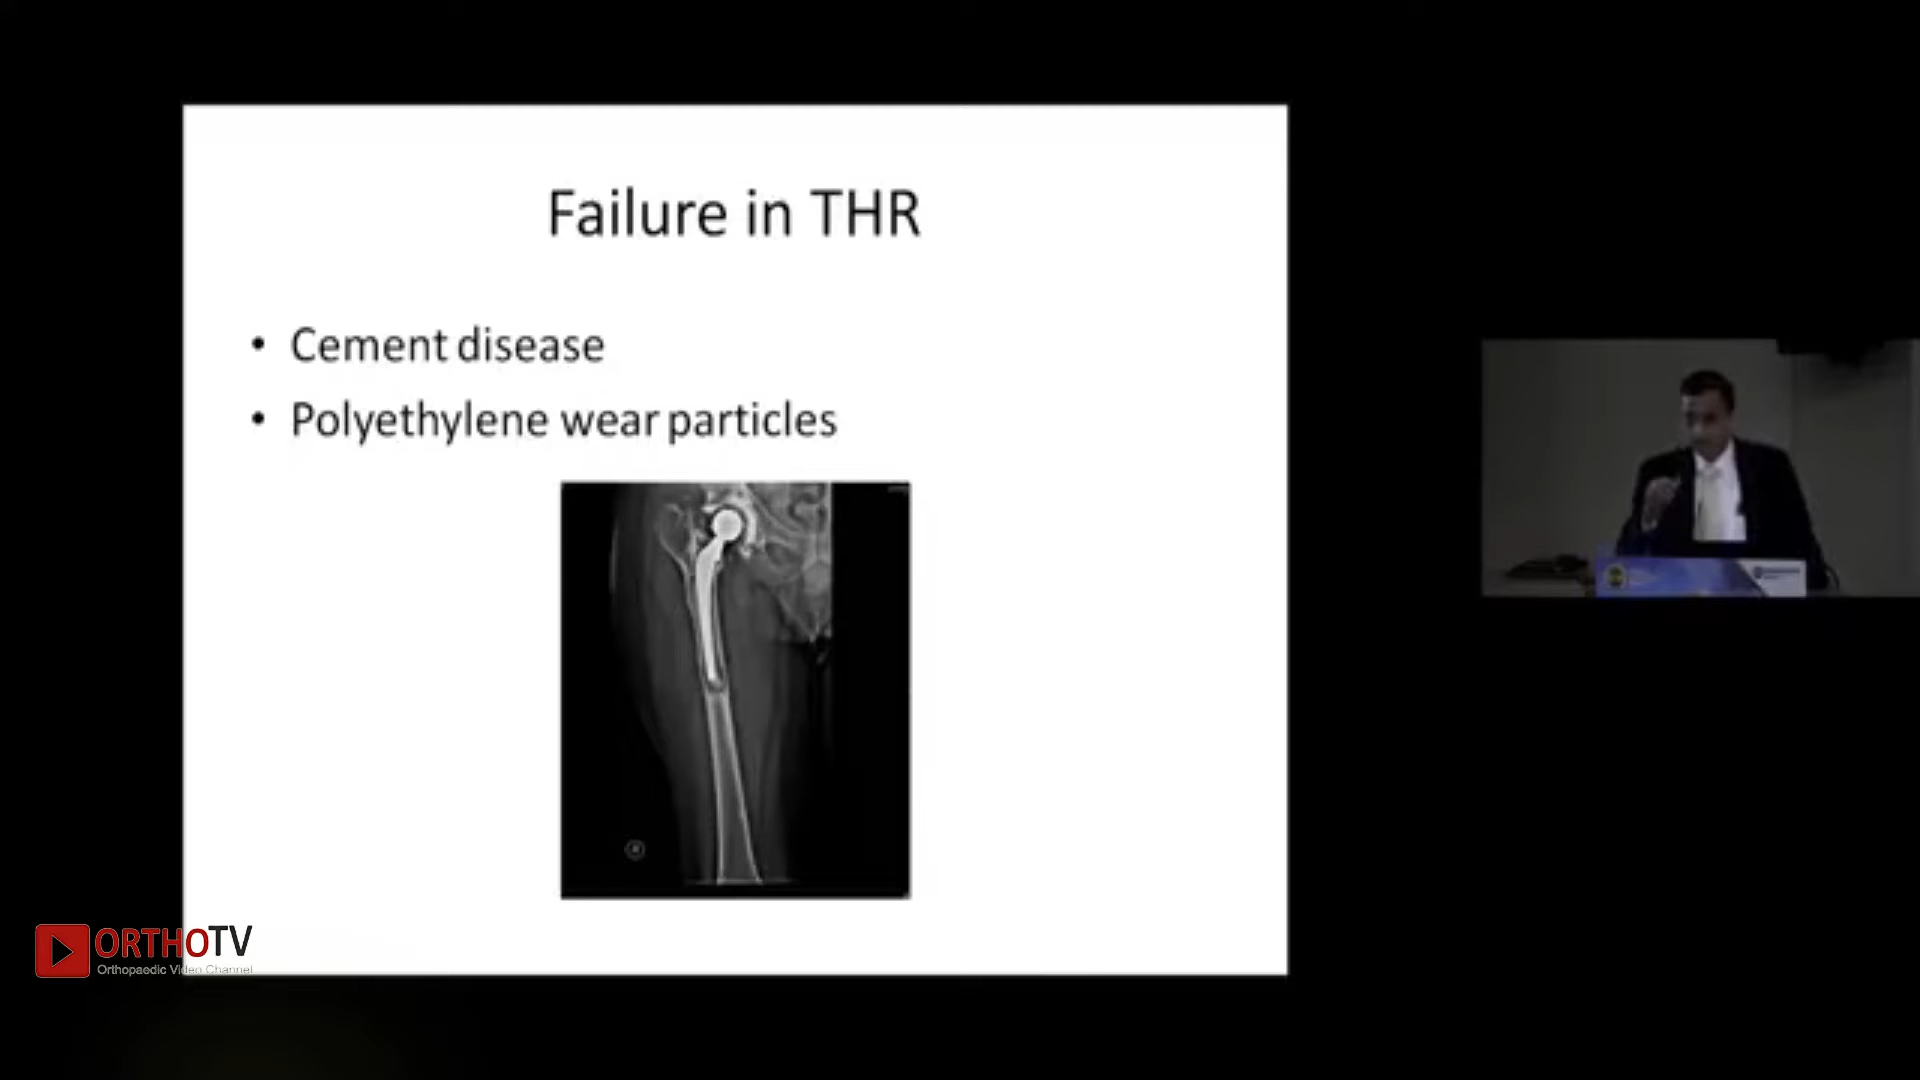 Failure in THR
• Cement disease
• Polyethylene wear particles
ORTHOTV
Orthopaedic Video Channel